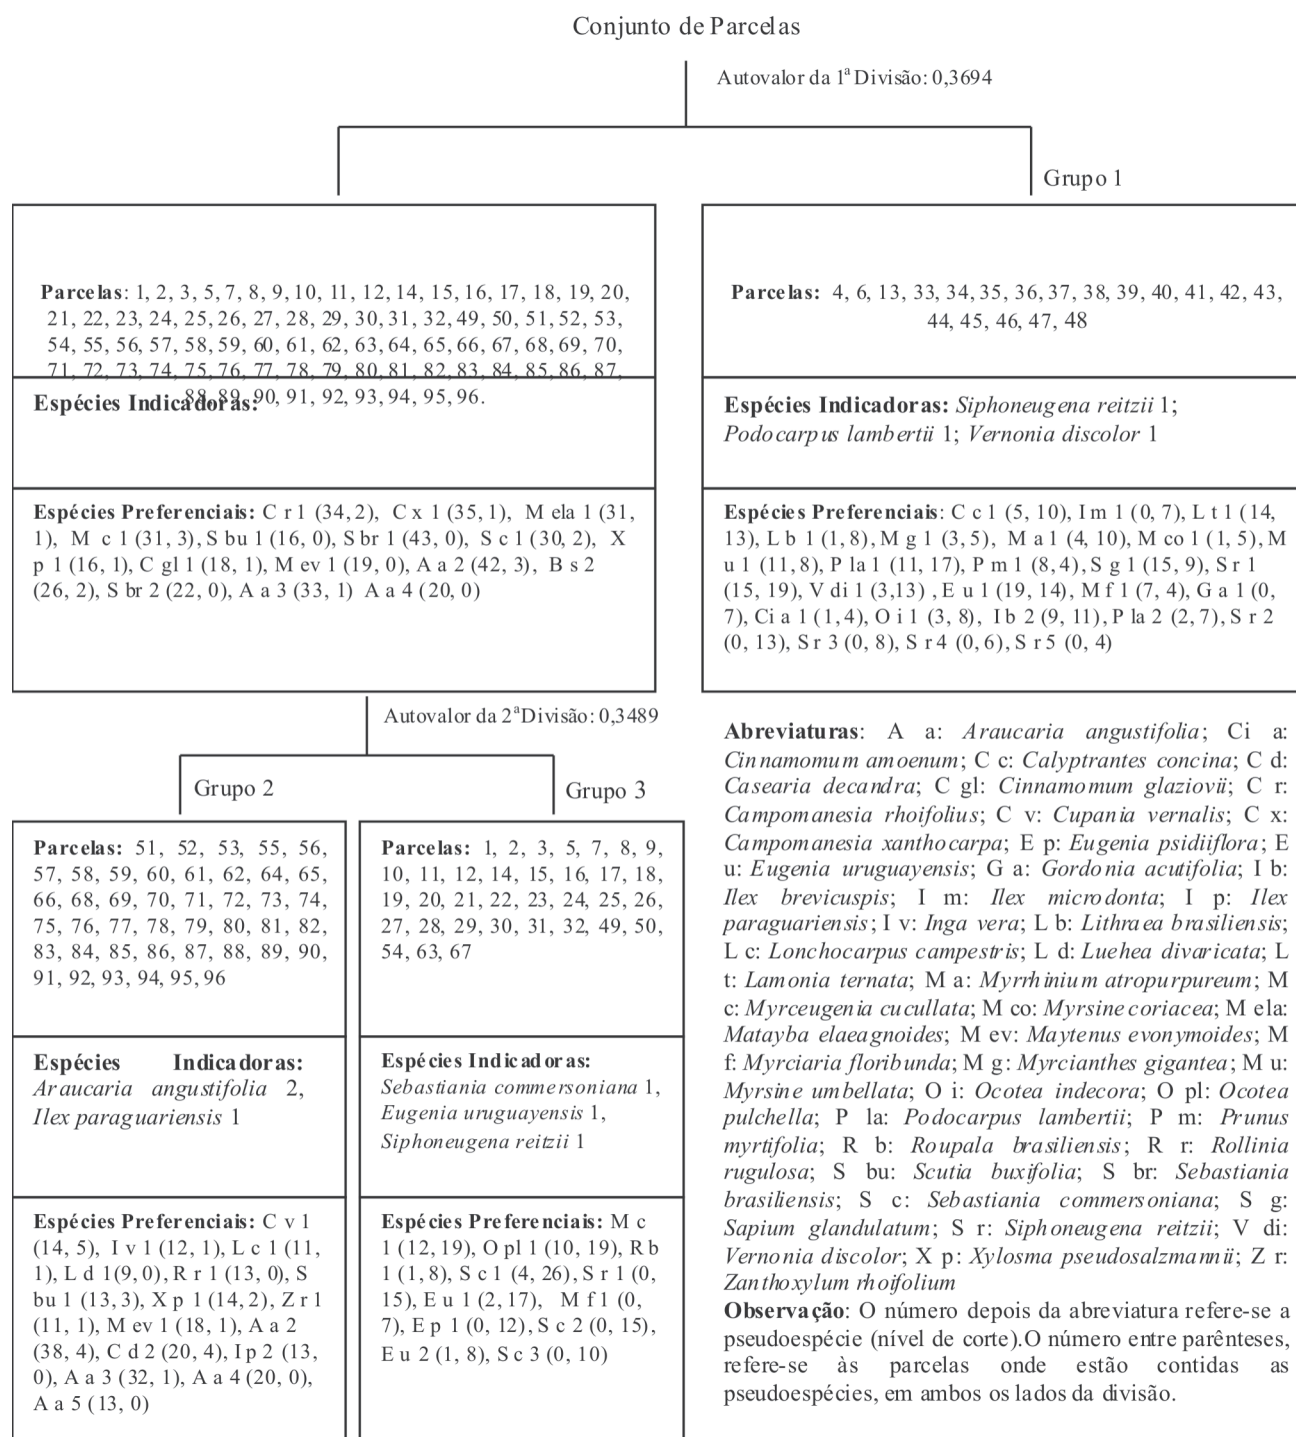 Conjunto de Parcelas
Autovalor da 1ª Divisão: 0,3694
Grupo 1
Parcelas: 1, 2, 3, 5, 7, 8, 9, 10, 11, 12, 14, 15, 16, 17, 18, 19, 20,
21, 22, 23, 24, 25, 26, 27, 28, 29, 30, 31, 32, 49, 50, 51, 52, 53,
54, 55, 56, 57, 58, 59, 60, 61, 62, 63, 64, 65, 66, 67, 68, 69, 70,
71, 72, 73, 74, 75, 76, 77, 78, 79, 80, 81, 82, 83, 84, 85, 86, 87,
88, 89, 90, 91, 92, 93, 94, 95, 96.
Espécies Indicadoras:
Espécies Preferenciais: C r 1 (34, 2), C x 1 (35, 1), M ela 1 (31,
1), M c 1 (31, 3), S bu 1 (16, 0), S br 1 (43, 0), S c 1 (30, 2), X
p 1 (16, 1), C gl 1 (18, 1), M ev 1 (19, 0), A a 2 (42, 3), B s 2
(26, 2), S br 2 (22, 0), A a 3 (33, 1) A a 4 (20, 0)
Parcelas: 4, 6, 13, 33, 34, 35, 36, 37, 38, 39, 40, 41, 42, 43,
44, 45, 46, 47, 48
Espécies Indicadoras: Siphoneugena reitzii 1;
Podocarpus lambertii 1; Vernonia discolor 1
Espécies Preferenciais: C c 1 (5, 10), I m 1 (0, 7), L t 1 (14,
13), L b 1 (1, 8), M g 1 (3, 5), M a 1 (4, 10), M co 1 (1, 5), M
u 1 (11, 8), P la 1 (11, 17), P m 1 (8, 4), S g 1 (15, 9), S r 1
(15, 19), V di 1 (3,13) , E u 1 (19, 14), M f 1 (7, 4), G a 1 (0,
7), Ci a 1 (1, 4), O i 1 (3, 8), I b 2 (9, 11), P la 2 (2, 7), S r 2
(0, 13), S r 3 (0, 8), S r 4 (0, 6), S r 5 (0, 4)
Autovalor da 2ª Divisão: 0,3489
Grupo 2
Grupo 3
Parcelas: 51, 52, 53, 55, 56,
57, 58, 59, 60, 61, 62, 64, 65,
66, 68, 69, 70, 71, 72, 73, 74,
75, 76, 77, 78, 79, 80, 81, 82,
83, 84, 85, 86, 87, 88, 89, 90,
91, 92, 93, 94, 95, 96
Espécies Indicadoras:
Araucaria angustifolia 2,
Ilex paraguariensis 1
Espécies Preferenciais: C v 1
(14, 5), I v 1 (12, 1), L c 1 (11,
1), L d 1(9, 0), R r 1 (13, 0), S
bu 1 (13, 3), X p 1 (14, 2), Z r 1
(11, 1), M ev 1 (18, 1), A a 2
(38, 4), C d 2 (20, 4), I p 2 (13,
0), A a 3 (32, 1), A a 4 (20, 0),
A a 5 (13, 0)
Parcelas: 1, 2, 3, 5, 7, 8, 9,
10, 11, 12, 14, 15, 16, 17, 18,
19, 20, 21, 22, 23, 24, 25, 26,
27, 28, 29, 30, 31, 32, 49, 50,
54, 63, 67
Espécies Indicadoras:
Sebastiania commersoniana 1,
Eugenia uruguayensis 1,
Siphoneugena reitzii 1
Espécies Preferenciais: M c
1 (12, 19), O pl 1 (10, 19), R b
1 (1, 8), S c 1 (4, 26), S r 1 (0,
15), E u 1 (2, 17), M f 1 (0,
7), E p 1 (0, 12), S c 2 (0, 15),
E u 2 (1, 8), S c 3 (0, 10)
Abreviaturas: A a: Araucaria angustifolia; Ci a:
Cinnamomum amoenum; C c: Calyptrantes concina; C d:
Casearia decandra; C gl: Cinnamomum glaziovii; C r:
Campomanesia rhoifolius; C v: Cupania vernalis; C x:
Campomanesia xanthocarpa; E p: Eugenia psidiiflora; E
u: Eugenia uruguayensis; G a: Gordonia acutifolia; I b:
Ilex brevicuspis; I m: Ilex microdonta; I p: Ilex
paraguariensis; I v: Inga vera; L b: Lithraea brasiliensis;
L c: Lonchocarpus campestris; L d: Luehea divaricata; L
t: Lamonia ternata; M a: Myrrhinium atropurpureum; M
c: Myrceugenia cucullata; M co: Myrsine coriacea; M ela:
Matayba elaeagnoides; M ev: Maytenus evonymoides; M
f: Myrciaria floribunda; M g: Myrcianthes gigantea; M u:
Myrsine umbellata; O i: Ocotea indecora; O pl: Ocotea
pulchella; P la: Podocarpus lambertii; P m: Prunus
myrtifolia; R b: Roupala brasiliensis; R r: Rollinia
rugulosa; S bu: Scutia buxifolia; S br: Sebastiania
brasiliensis; S c: Sebastiania commersoniana; S g:
Sapium glandulatum; S r: Siphoneugena reitzii; V di:
Vernonia discolor; X p: Xylosma pseudosalzmannii; Z r:
Zanthoxylum rhoifolium
Observação: O número depois da abreviatura refere-se a
pseudoespécie (nível de corte).O número entre parênteses,
refere-se às parcelas onde estão contidas as
pseudoespécies, em ambos os lados da divisão.